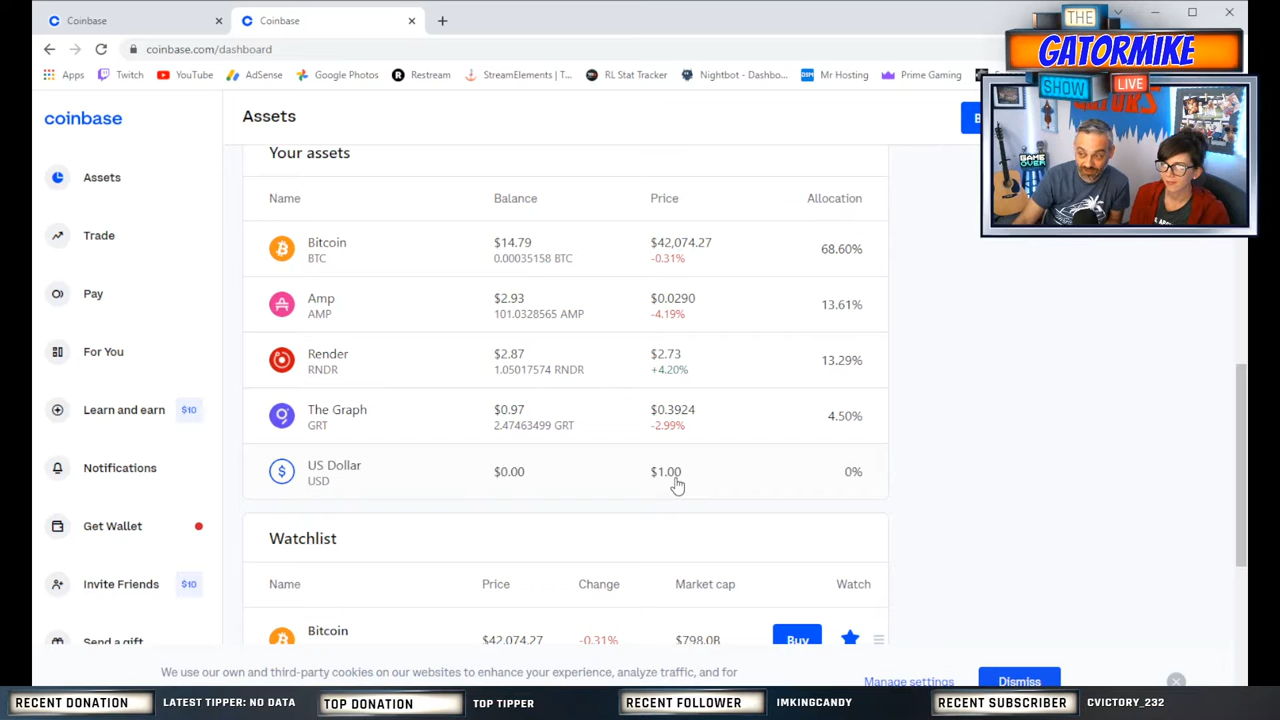 Coinbase
Coinbase
coinbase.com/dashboard
Apps
Twitch
YouTube
AdSense
Google Photos
Restream
StreamElements | T...
RL Stat Tracker
Nightbot - Dashbo...
Mr Hosting
Prime Gaming
THE
GATORMIKE
SHOW
LIVE
GAME
OVER
coinbase
Assets
B
Assets
Trade
Pay
For You
Learn and earn
$10
Notifications
Get Wallet
Invite Friends
$10
Send a gift
Your assets
Name Balance Price Allocation
Bitcoin $14.79 $42,074.27 68.60%
BTC 0.00035158 BTC -0.31%
Amp $2.93 $0.0290 13.61%
AMP 101.0328565 AMP -4.19%
Render $2.87 $2.73 13.29%
RNDR 1.05017574 RNDR +4.20%
The Graph $0.97 $0.3924 4.50%
GRT 2.47463499 GRT -2.99%
US Dollar $0.00 $1.00 0%
USD
Watchlist
Name Price Change Market cap Watch
Bitcoin $42,074.27 -0.31% $798.0B Buy
We use our own and third-party cookies on our websites to enhance your experience, analyze traffic, and for
Manage settings
Dismiss
RECENT DONATION
LATEST TIPPER: NO DATA
TOP DONATION
TOP TIPPER
RECENT FOLLOWER
IMKINGCANDY
RECENT SUBSCRIBER
CVICTORY_232